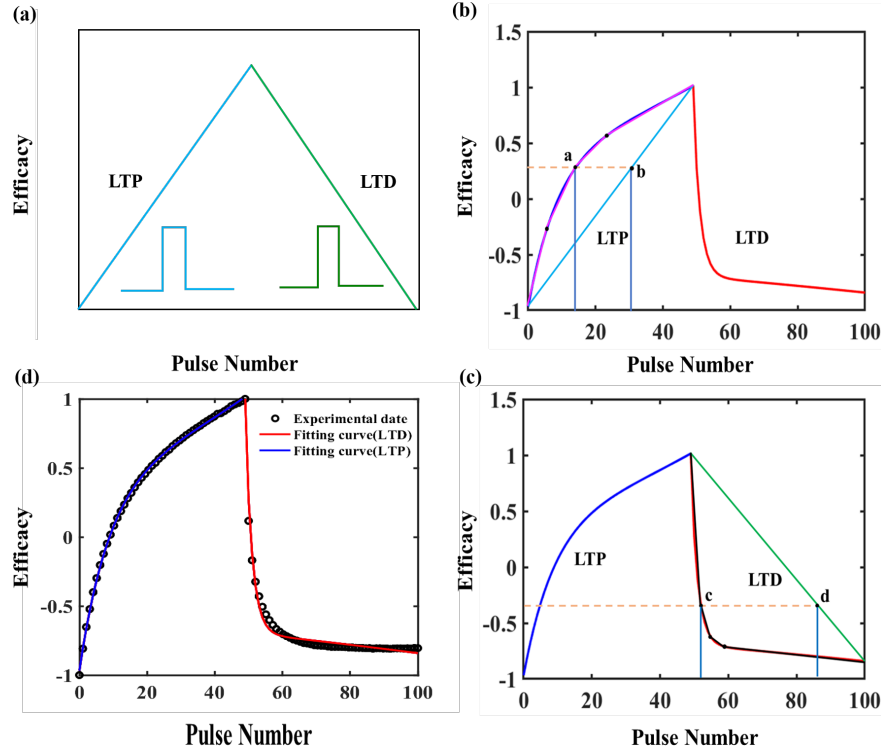 (a)
Efficacy
LTP
LTD
Pulse Number
(b)
Efficacy
1.5
1
0.5
0
-0.5
-1
a
b
LTP
LTD
0 20 40 60 80 100
Pulse Number
(d)
Efficacy
1
0.5
0
-0.5
-1
Experimental date
Fitting curve(LTD)
Fitting curve(LTP)
0 20 40 60 80 100
Pulse Number
(c)
Efficacy
1.5
1
0.5
0
-0.5
-1
LTP
LTD
c
d
0 20 40 60 80 100
Pulse Number